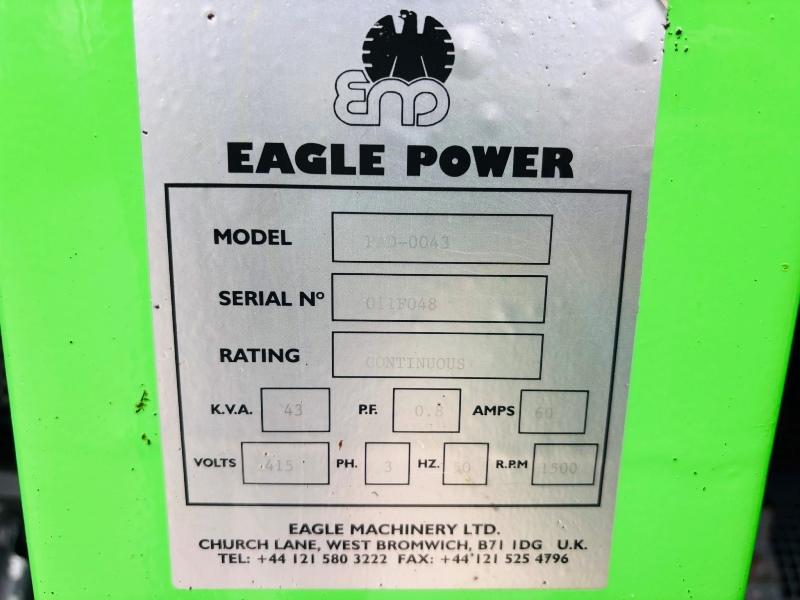 EMC
EAGLE POWER
MODEL PAD-0043
SERIAL Nº 011F048
RATING CONTINUOUS
K.V.A. 43 P.F. 0.8 AMPS 60
VOLTS 415 PH. 3 HZ. 50 R.P.M 1500
EAGLE MACHINERY LTD.
CHURCH LANE, WEST BROMWICH, B71 1DG U.K.
TEL: +44 121 580 3222 FAX: +44 121 525 4796